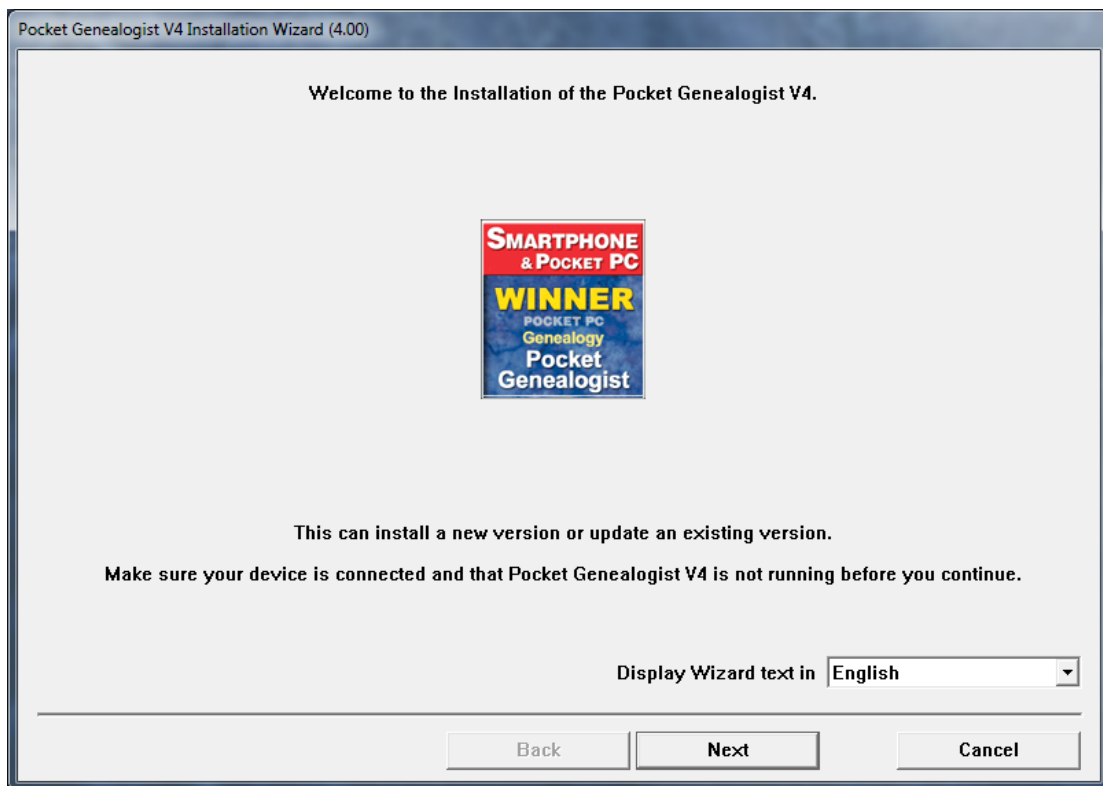 Pocket Genealogist V4 Installation Wizard (4.00)
Welcome to the Installation of the Pocket Genealogist V4.
SMARTPHONE
& POCKET PC
WINNER
POCKET PC
Genealogy
Pocket
Genealogist
This can install a new version or update an existing version.
Make sure your device is connected and that Pocket Genealogist V4 is not running before you continue.
Display Wizard text in English
Back Next Cancel